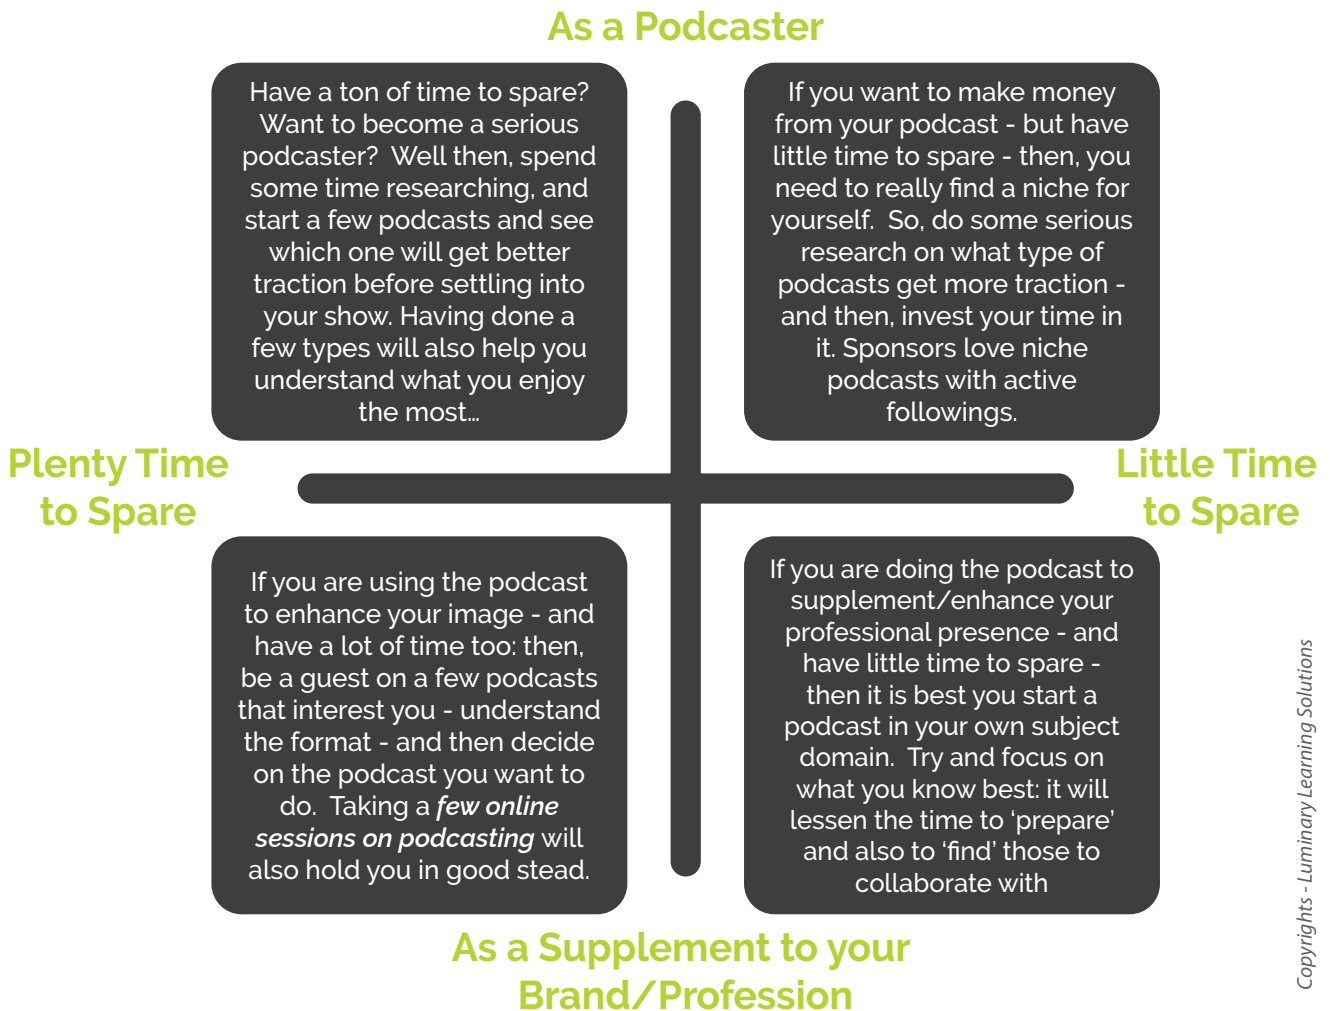 As a Podcaster
Have a ton of time to spare?
Want to become a serious
podcaster?  Well then, spend
some time researching, and
start a few podcasts and see
which one will get better
traction before settling into
your show. Having done a
few types will also help you
understand what you enjoy
the most...
If you want to make money
from your podcast - but have
little time to spare - then, you
need to really find a niche for
yourself.  So, do some serious
research on what type of
podcasts get more traction -
and then, invest your time in
it. Sponsors love niche
podcasts with active
followings.
Plenty Time
to Spare
Little Time
to Spare
If you are using the podcast
to enhance your image - and
have a lot of time too: then,
be a guest on a few podcasts
that interest you - understand
the format - and then decide
on the podcast you want to
do.  Taking a few online
sessions on podcasting will
also hold you in good stead.
If you are doing the podcast to
supplement/enhance your
professional presence - and
have little time to spare -
then it is best you start a
podcast in your own subject
domain.  Try and focus on
what you know best: it will
lessen the time to ‘prepare’
and also to ‘find’ those to
collaborate with
As a Supplement to your
Brand/Profession
Copyrights - Luminary Learning Solutions